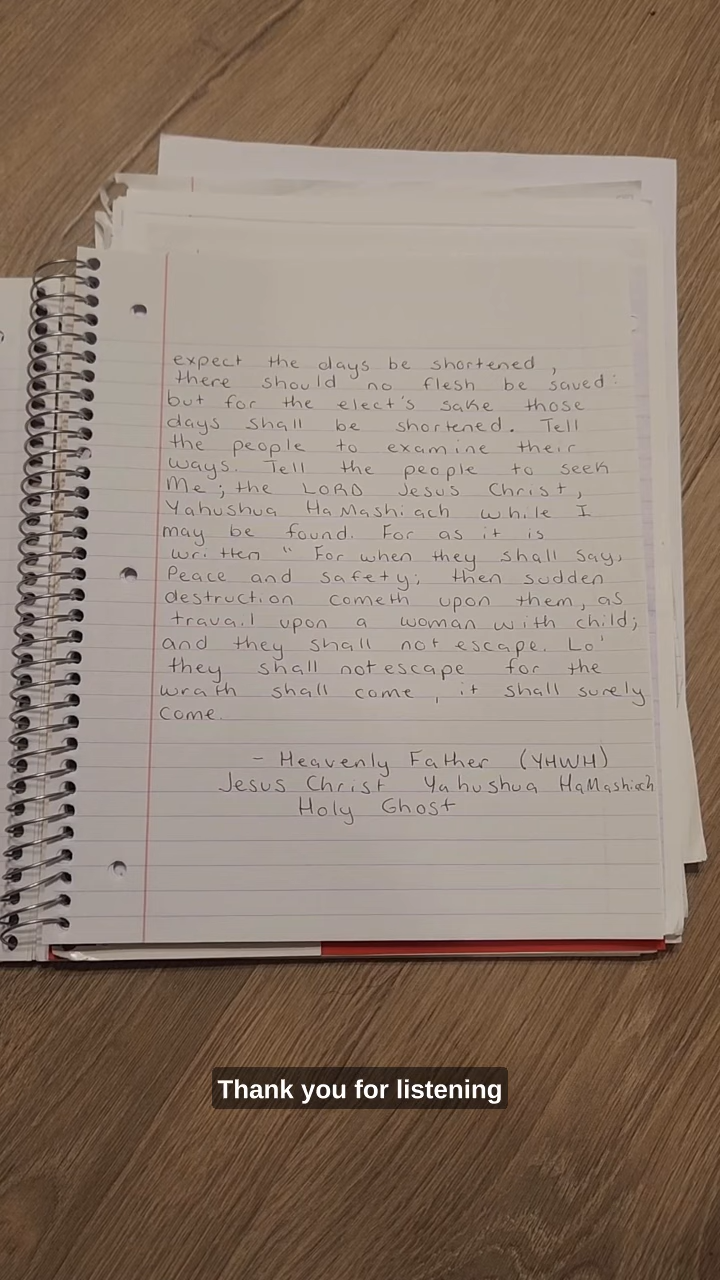 expect the days be shortened,
there should no flesh be saved:
but for the elect's sake those
days shall be shortened. Tell
the people to examine their
ways. Tell the people to seek
Me; the LORD Jesus Christ,
Yahushua HaMashiach while I
may be found. For as it is
written " For when they shall say,
Peace and safety; then sudden
destruction cometh upon them, as
travail upon a woman with child;
and they shall not escape. Lo'
they shall not escape for the
wrath shall come, it shall surely
come.
- Heavenly Father (YHWH)
Jesus Christ Yahushua HaMashiach
Holy Ghost
Thank you for listening